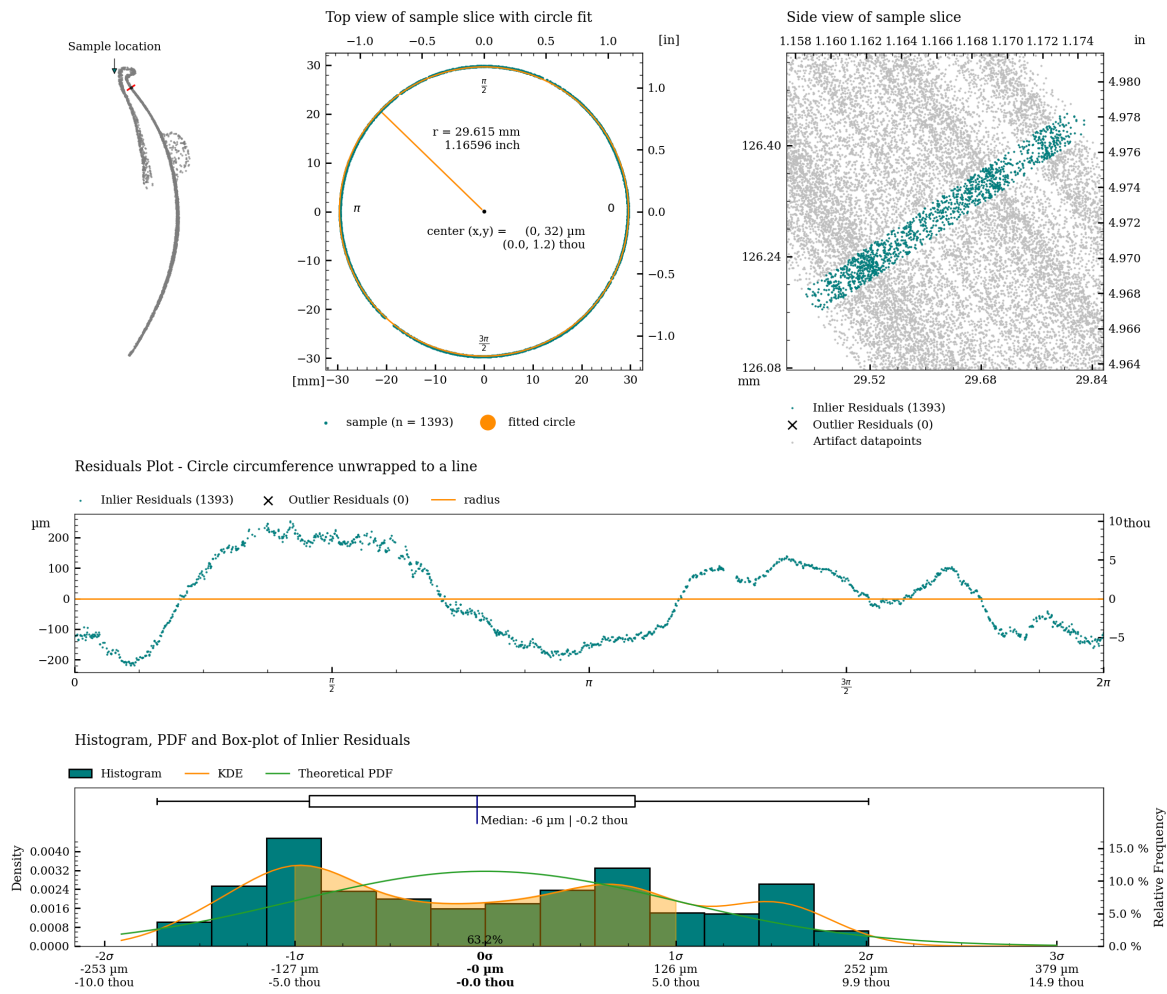 Sample location
Top view of sample slice with circle fit
−1.0 −0.5 0.0 0.5 1.0 [in]
30
20
10
0
−10
−20
−30
1.0
0.5
0.0
−0.5
−1.0
π/2
r = 29.615 mm
1.16596 inch
π
0
center (x,y) = (0, 32) µm
(0.0, 1.2) thou
3π/2
[mm] −30 −20 −10 0 10 20 30
sample (n = 1393) fitted circle
Side view of sample slice
1.158 1.160 1.162 1.164 1.166 1.168 1.170 1.172 1.174 in
126.40
126.24
126.08
4.980
4.978
4.976
4.974
4.972
4.970
4.968
4.966
4.964
mm 29.52 29.68 29.84
Inlier Residuals (1393)
Outlier Residuals (0)
Artifact datapoints
Residuals Plot - Circle circumference unwrapped to a line
Inlier Residuals (1393) Outlier Residuals (0) radius
µm
200
100
0
−100
−200
10 thou
5
0
−5
0 π/2 π 3π/2 2π
Histogram, PDF and Box-plot of Inlier Residuals
Histogram KDE Theoretical PDF
Median: -6 µm | -0.2 thou
Density
0.0040
0.0032
0.0024
0.0016
0.0008
0.0000
Relative Frequency
15.0 %
10.0 %
5.0 %
0.0 %
63.2%
-2σ -1σ 0σ 1σ 2σ 3σ
-253 µm -127 µm -0 µm 126 µm 252 µm 379 µm
-10.0 thou -5.0 thou -0.0 thou 5.0 thou 9.9 thou 14.9 thou